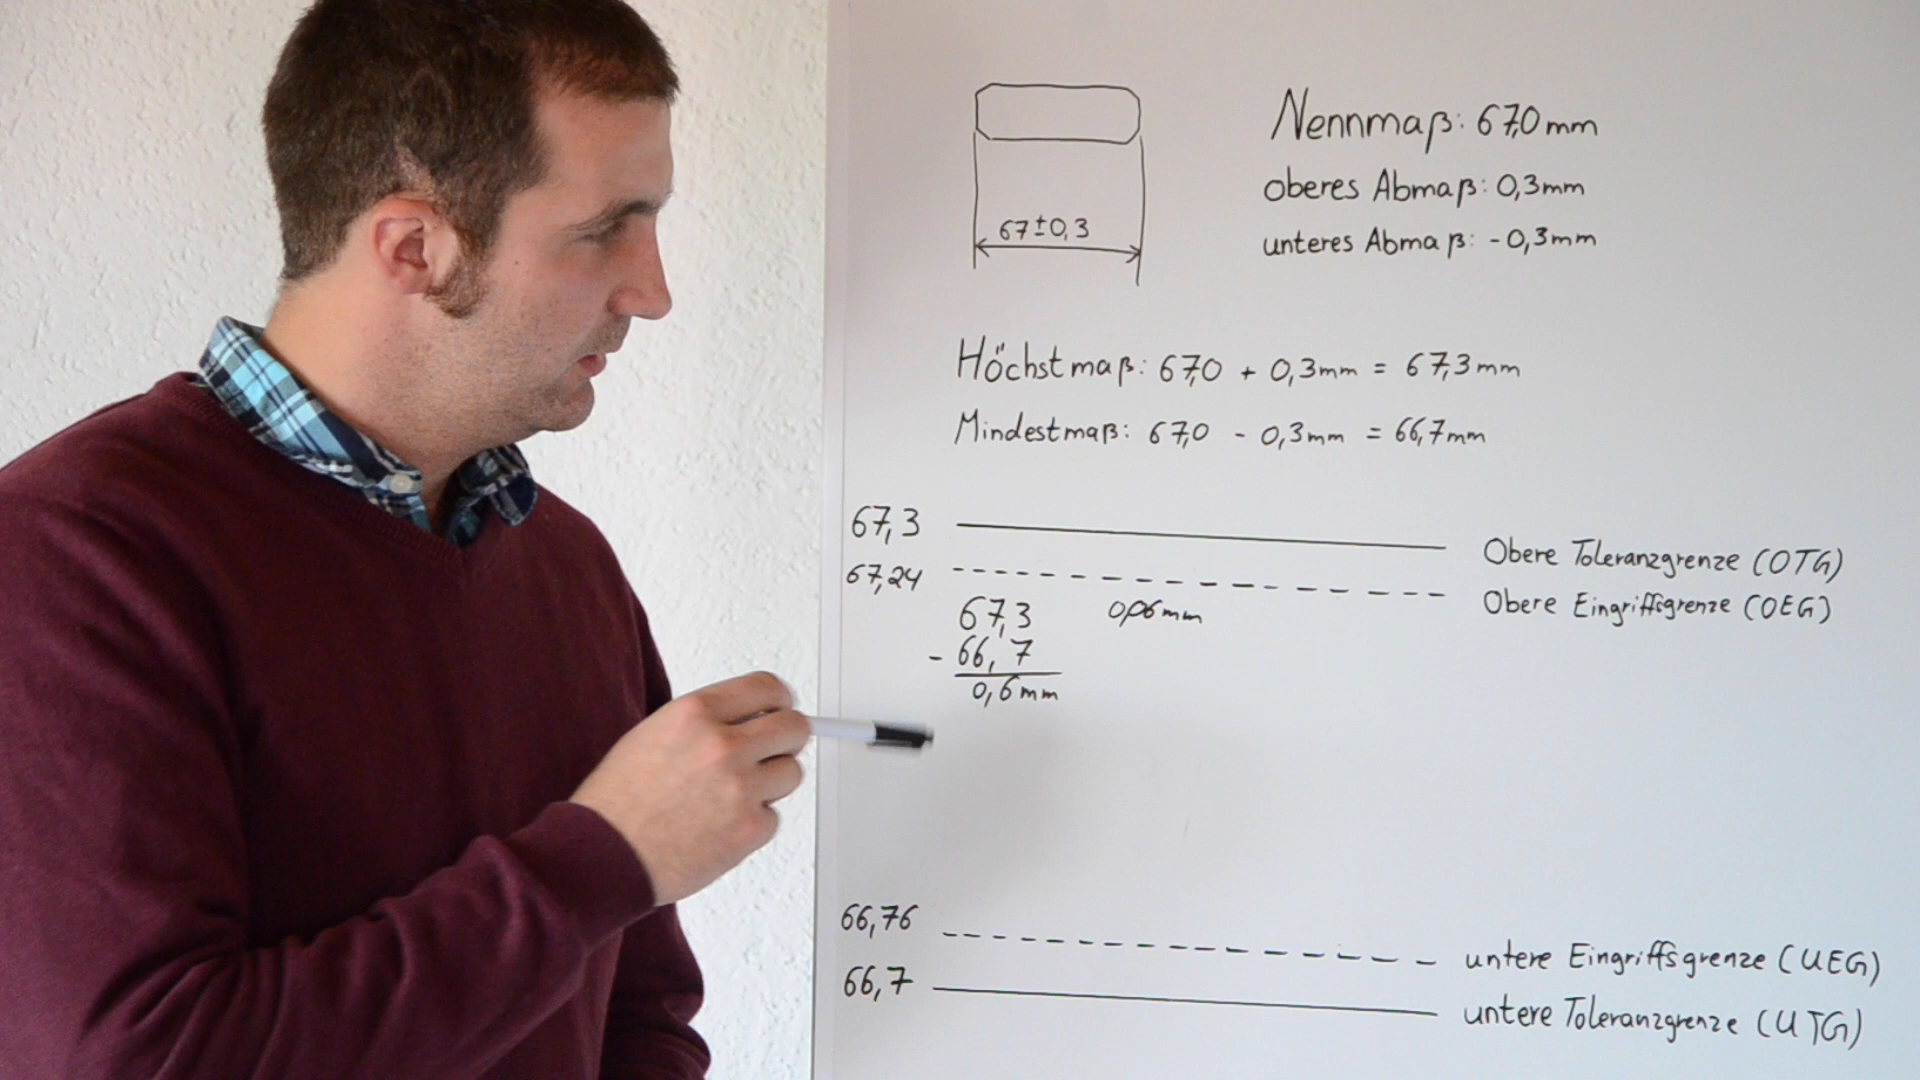 Nennmaß: 67,0mm
oberes Abmaß: 0,3mm
67±0,3
unteres Abmaß: -0,3mm
Höchstmaß: 67,0 + 0,3mm = 67,3mm
Mindestmaß: 67,0 - 0,3mm = 66,7mm
67,3 Obere Toleranzgrenze (OTG)
67,24 Obere Eingriffsgrenze (OEG)
67,3 0,06mm
- 66,7
0,6mm
66,76 untere Eingriffsgrenze (UEG)
66,7 untere Toleranzgrenze (UTG)